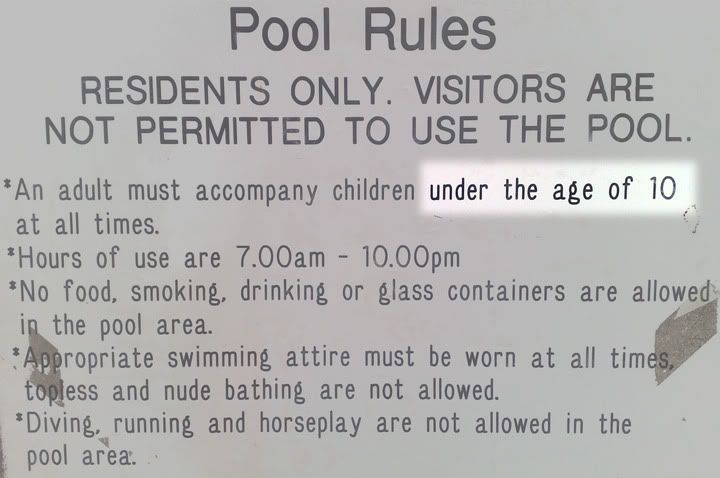 Pool Rules
RESIDENTS ONLY. VISITORS ARE
NOT PERMITTED TO USE THE POOL.
*An adult must accompany children under the age of 10
at all times.
*Hours of use are 7.00am - 10.00pm
*No food, smoking, drinking or glass containers are allowed
in the pool area.
*Appropriate swimming attire must be worn at all times,
topless and nude bathing are not allowed.
*Diving, running and horseplay are not allowed in the
pool area.